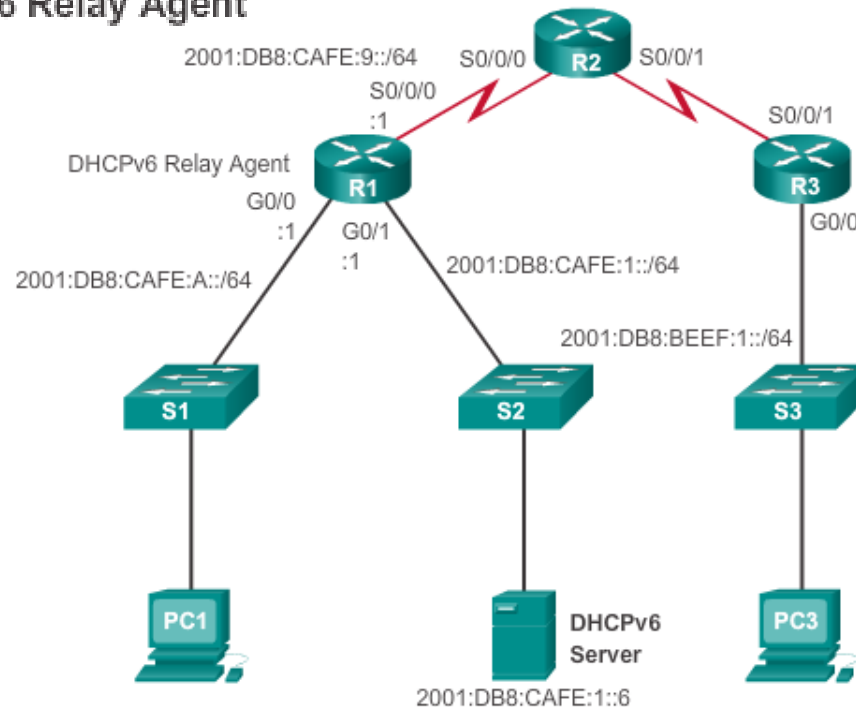 6 Relay Agent
2001:DB8:CAFE:9::/64
S0/0/0
R2
S0/0/1
S0/0/0
:1
S0/0/1
DHCPv6 Relay Agent
R1
R3
G0/0
:1
G0/1
:1
G0/0
2001:DB8:CAFE:A::/64
2001:DB8:CAFE:1::/64
2001:DB8:BEEF:1::/64
S1
S2
S3
PC1
DHCPv6
Server
PC3
2001:DB8:CAFE:1::6